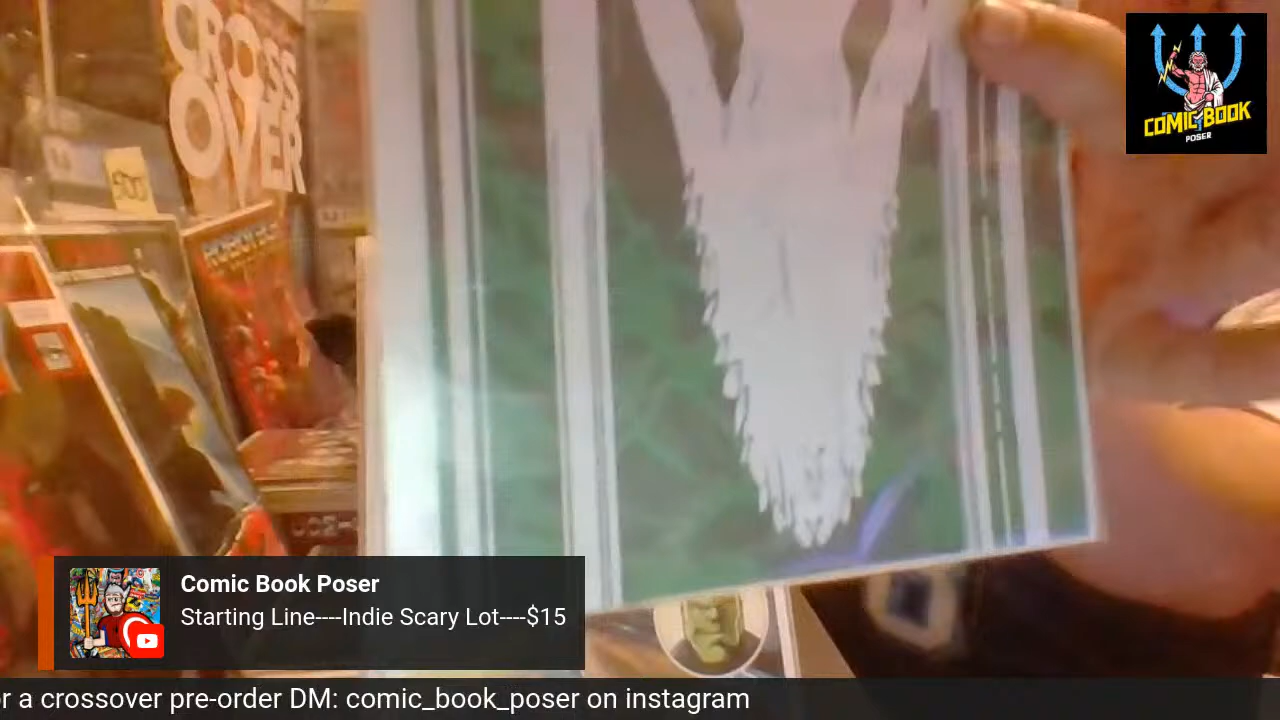 CROSS
OVER
COMIC BOOK
POSER
Comic Book Poser
Starting Line----Indie Scary Lot----$15
or a crossover pre-order DM: comic_book_poser on instagram